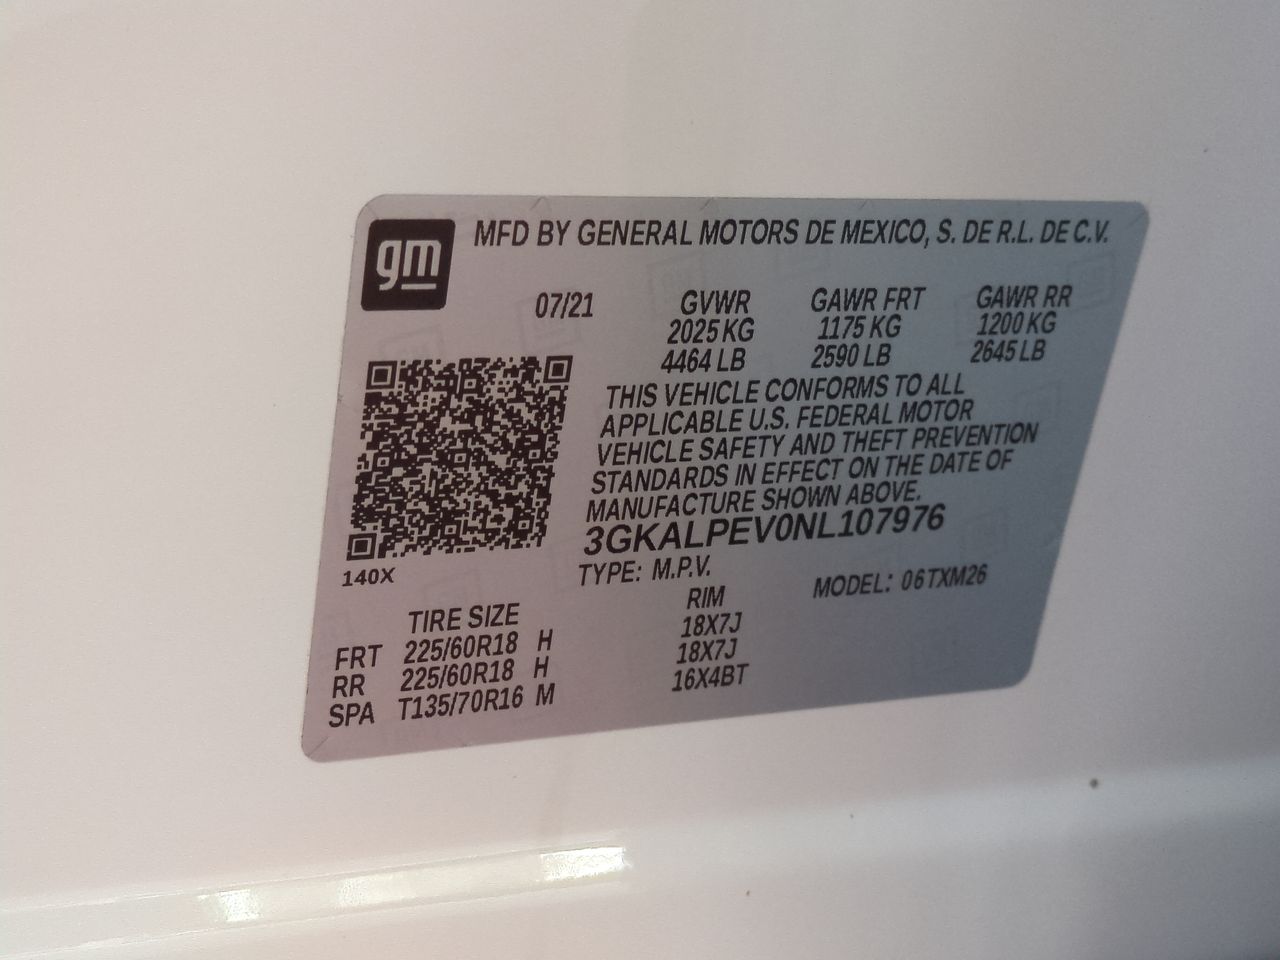 gm
MFD BY GENERAL MOTORS DE MEXICO, S. DE R.L. DE C.V.
07/21 GVWR GAWR FRT GAWR RR
2025 KG 1175 KG 1200 KG
4464 LB 2590 LB 2645 LB
THIS VEHICLE CONFORMS TO ALL
APPLICABLE U.S. FEDERAL MOTOR
VEHICLE SAFETY AND THEFT PREVENTION
STANDARDS IN EFFECT ON THE DATE OF
MANUFACTURE SHOWN ABOVE.
3GKALPEV0NL107976
140X
TYPE: M.P.V. MODEL: 06TXM26
TIRE SIZE RIM
FRT 225/60R18 H 18X7J
RR 225/60R18 H 18X7J
SPA T135/70R16 M 16X4BT